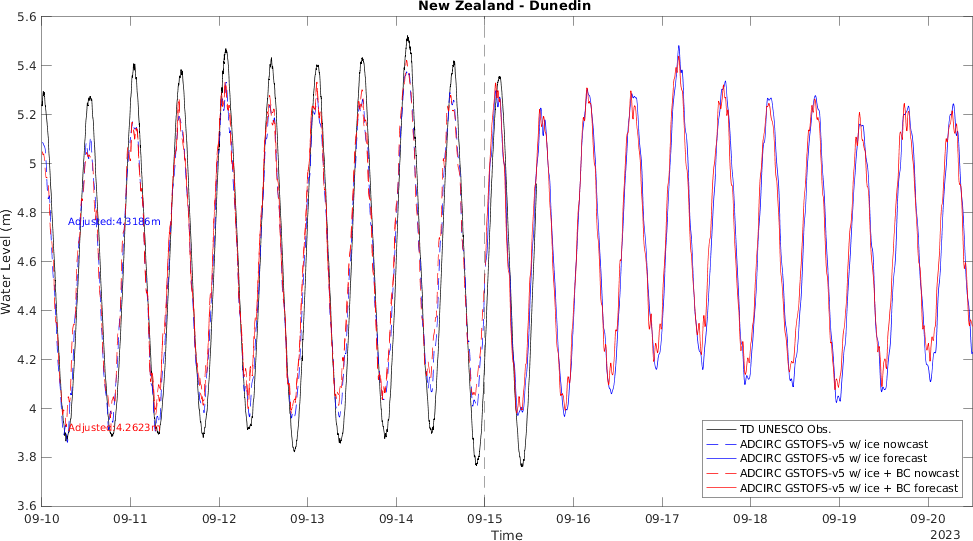 New Zealand - Dunedin
5.6
5.4
5.2
5
4.8
4.6
4.4
4.2
4
3.8
3.6
Water Level (m)
Adjusted:4.3186m
Adjusted:4.2623m
TD UNESCO Obs.
ADCIRC GSTOFS-v5 w/ ice nowcast
ADCIRC GSTOFS-v5 w/ ice forecast
ADCIRC GSTOFS-v5 w/ ice + BC nowcast
ADCIRC GSTOFS-v5 w/ ice + BC forecast
09-10 09-11 09-12 09-13 09-14 09-15 09-16 09-17 09-18 09-19 09-20
Time
2023